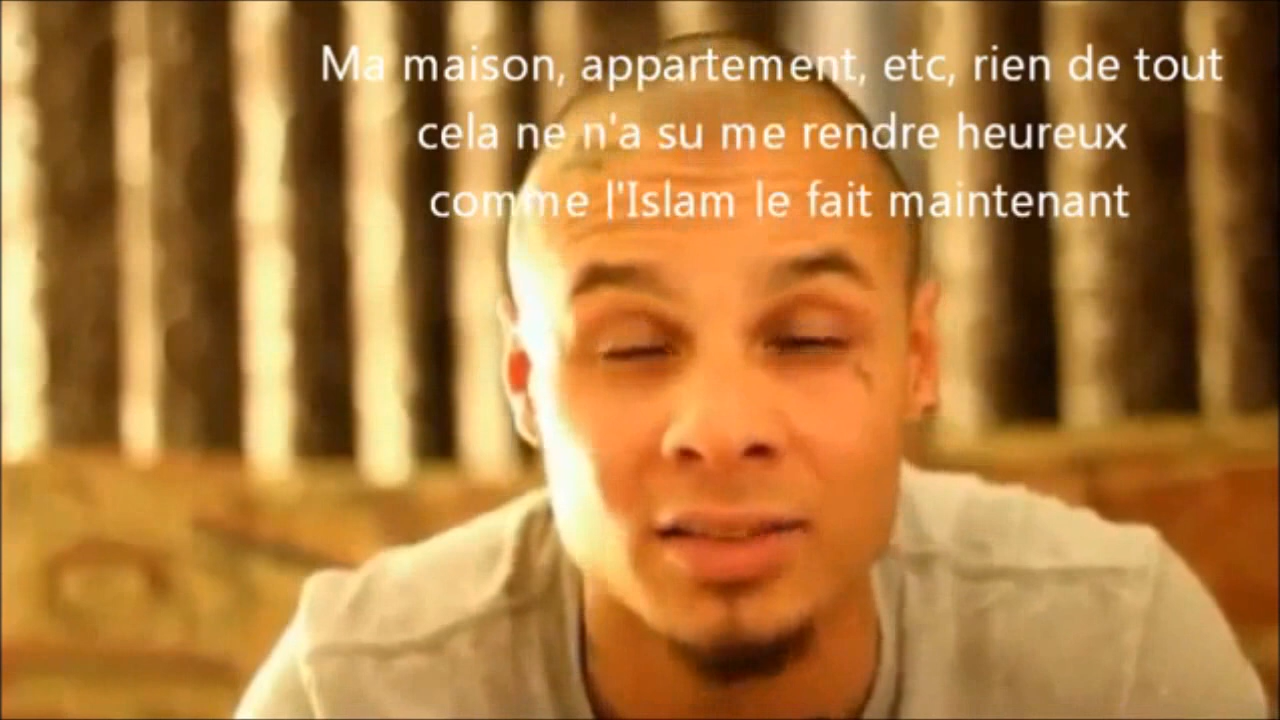 Ma maison, appartement, etc, rien de tout
cela ne n'a su me rendre heureux
comme l'Islam le fait maintenant